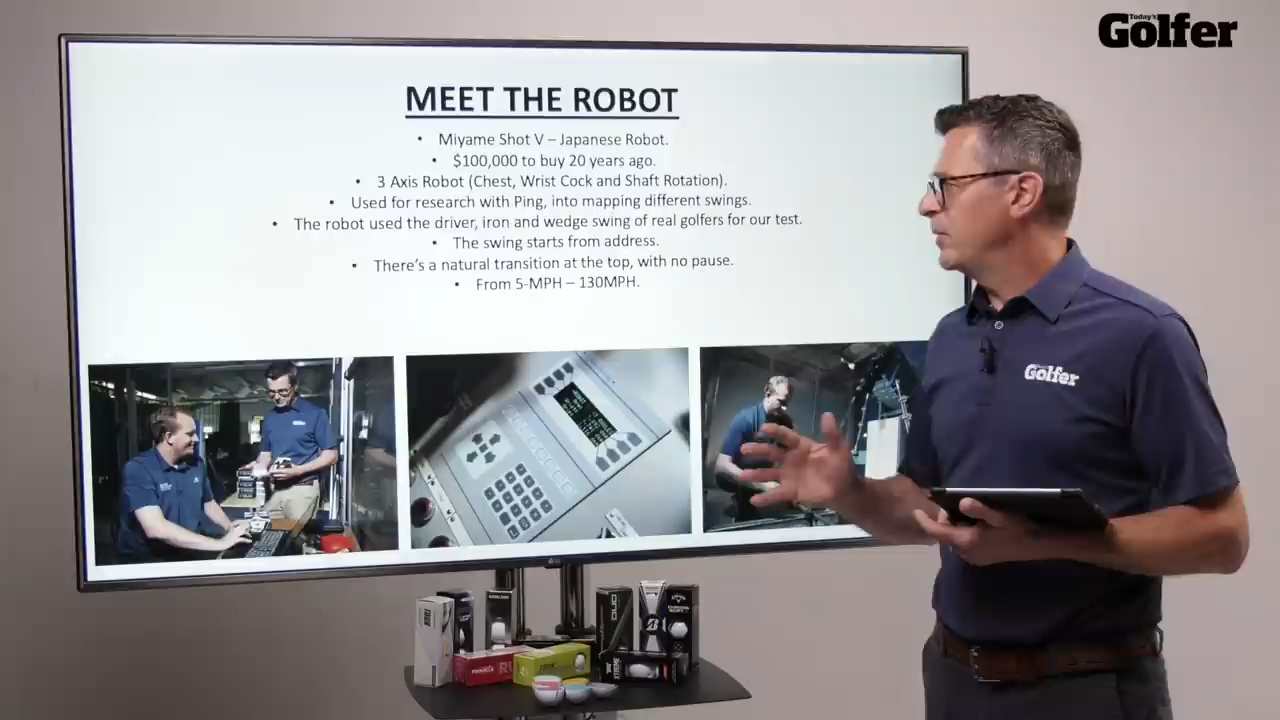 Today's
Golfer
MEET THE ROBOT
• Miyame Shot V – Japanese Robot.
• $100,000 to buy 20 years ago.
• 3 Axis Robot (Chest, Wrist Cock and Shaft Rotation).
• Used for research with Ping, into mapping different swings.
• The robot used the driver, iron and wedge swing of real golfers for our test.
• The swing starts from address.
• There's a natural transition at the top, with no pause.
• From 5-MPH – 130MPH.
Golfer
DUO
PINNACLE